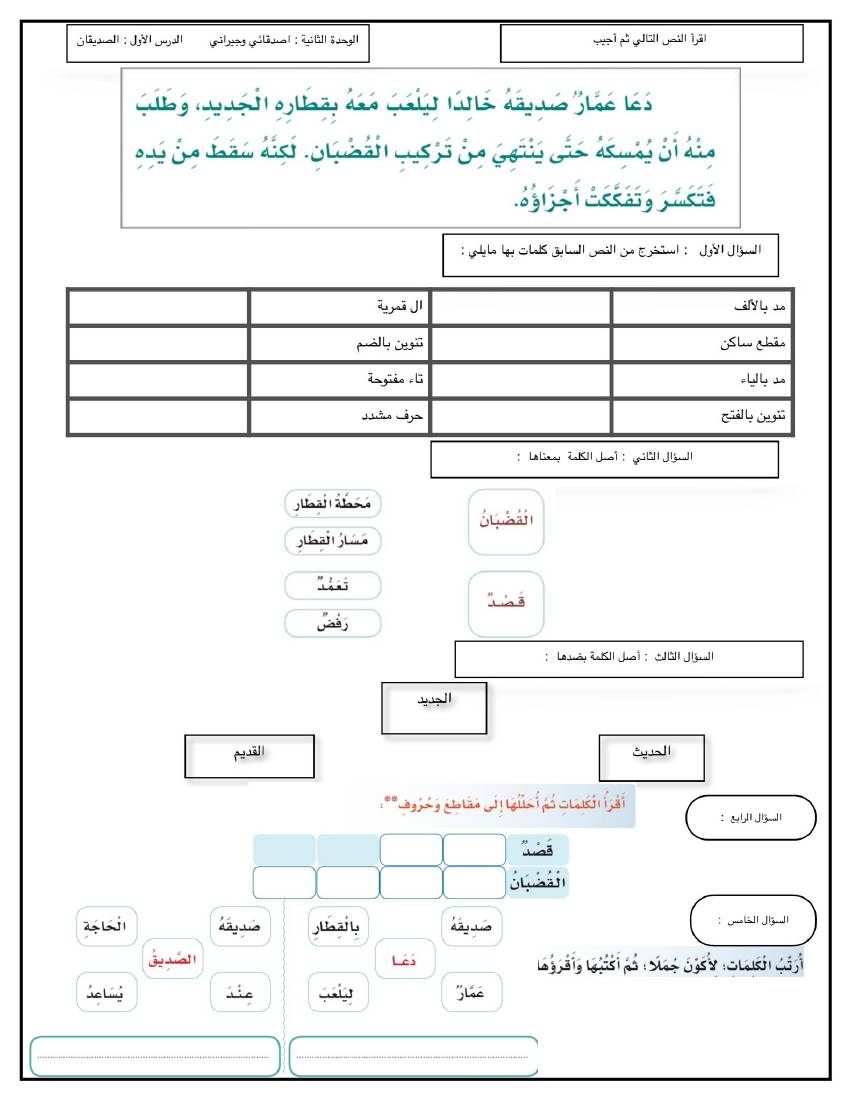 اقرأ النص التالي ثم أجيب
الوحدة الثانية : اصدقائي وجيراني الدرس الأول : الصديقان
دَعَا عَمَّارٌ صَدِيقَهُ خَالِدًا لِيَلْعَبَ مَعَهُ بِقِطَارِهِ الْجَدِيدِ، وَطَلَبَ
مِنْهُ أَنْ يُمْسِكَهُ حَتَّى يَنْتَهِيَ مِنْ تَرْكِيبِ الْقُضْبَانِ. لَكِنَّهُ سَقَطَ مِنْ يَدِهِ
فَتَكَسَّرَ وَتَفَكَّكَتْ أَجْزَاؤُهُ.
السؤال الأول : استخرج من النص السابق كلمات بها مايلي :
مد بالألف ال قمرية
مقطع ساكن تنوين بالضم
مد بالياء تاء مفتوحة
تنوين بالفتح حرف مشدد
السؤال الثاني : أصل الكلمة بمعناها :
الْقُضْبَانُ
مَحَطَّةُ الْقِطَارِ
مَسَارُ الْقِطَارِ
قَصْدٌ
تَعَمُّدٌ
رَفْضٌ
السؤال الثالث : أصل الكلمة بضدها :
الجديد
الحديث القديم
السؤال الرابع :
أَقْرَأُ الْكَلِمَاتِ ثُمَّ أُحَلِّلُهَا إِلَى مَقَاطِعَ وَحُرُوفٍ**:
قَصْدٌ
الْقُضْبَانُ
السؤال الخامس :
أُرَتِّبُ الْكَلِمَاتِ؛ لِأُكَوِّنَ جُمَلًا؛ ثُمَّ أَكْتُبُهَا وَأَقْرَؤُهَا
صَدِيقَهُ بِالْقِطَارِ صَدِيقَهُ الْحَاجَةِ
دَعَـا الصَّدِيقُ
عَمَّارٌ لِيَلْعَبَ عِنْـدَ يُسَاعِدُ